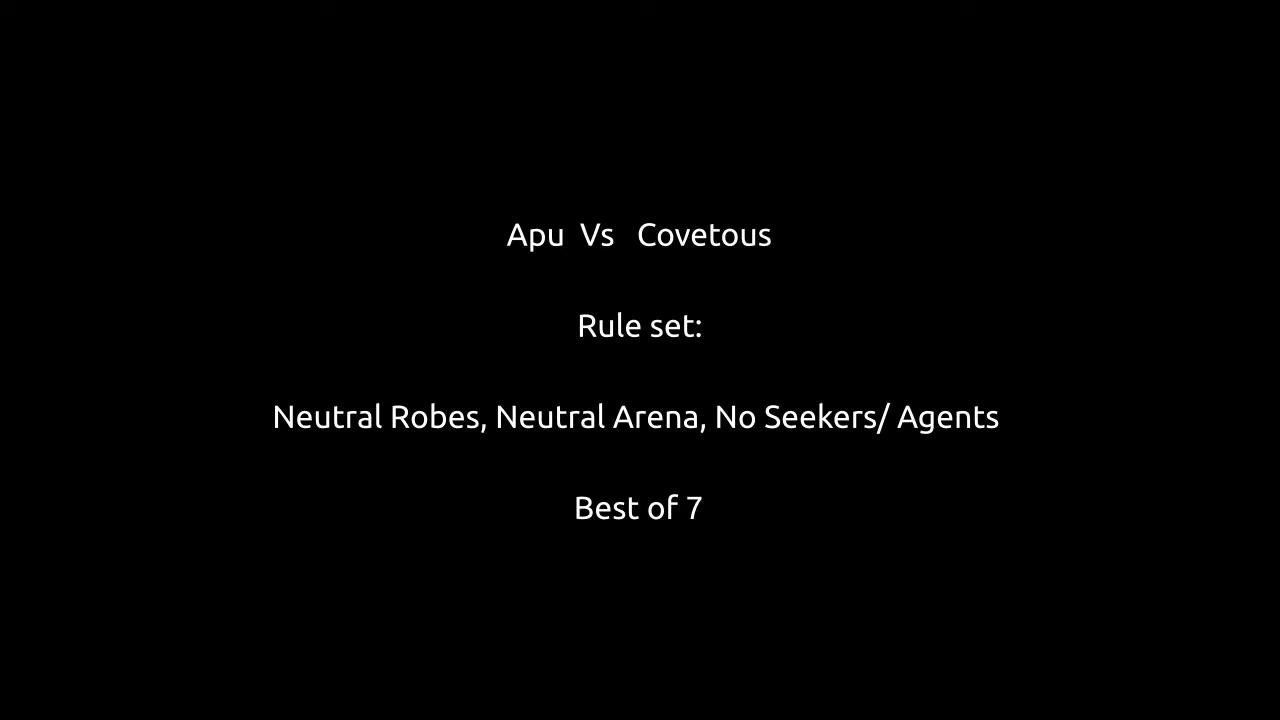 Apu Vs Covetous
Rule set:
Neutral Robes, Neutral Arena, No Seekers/ Agents
Best of 7